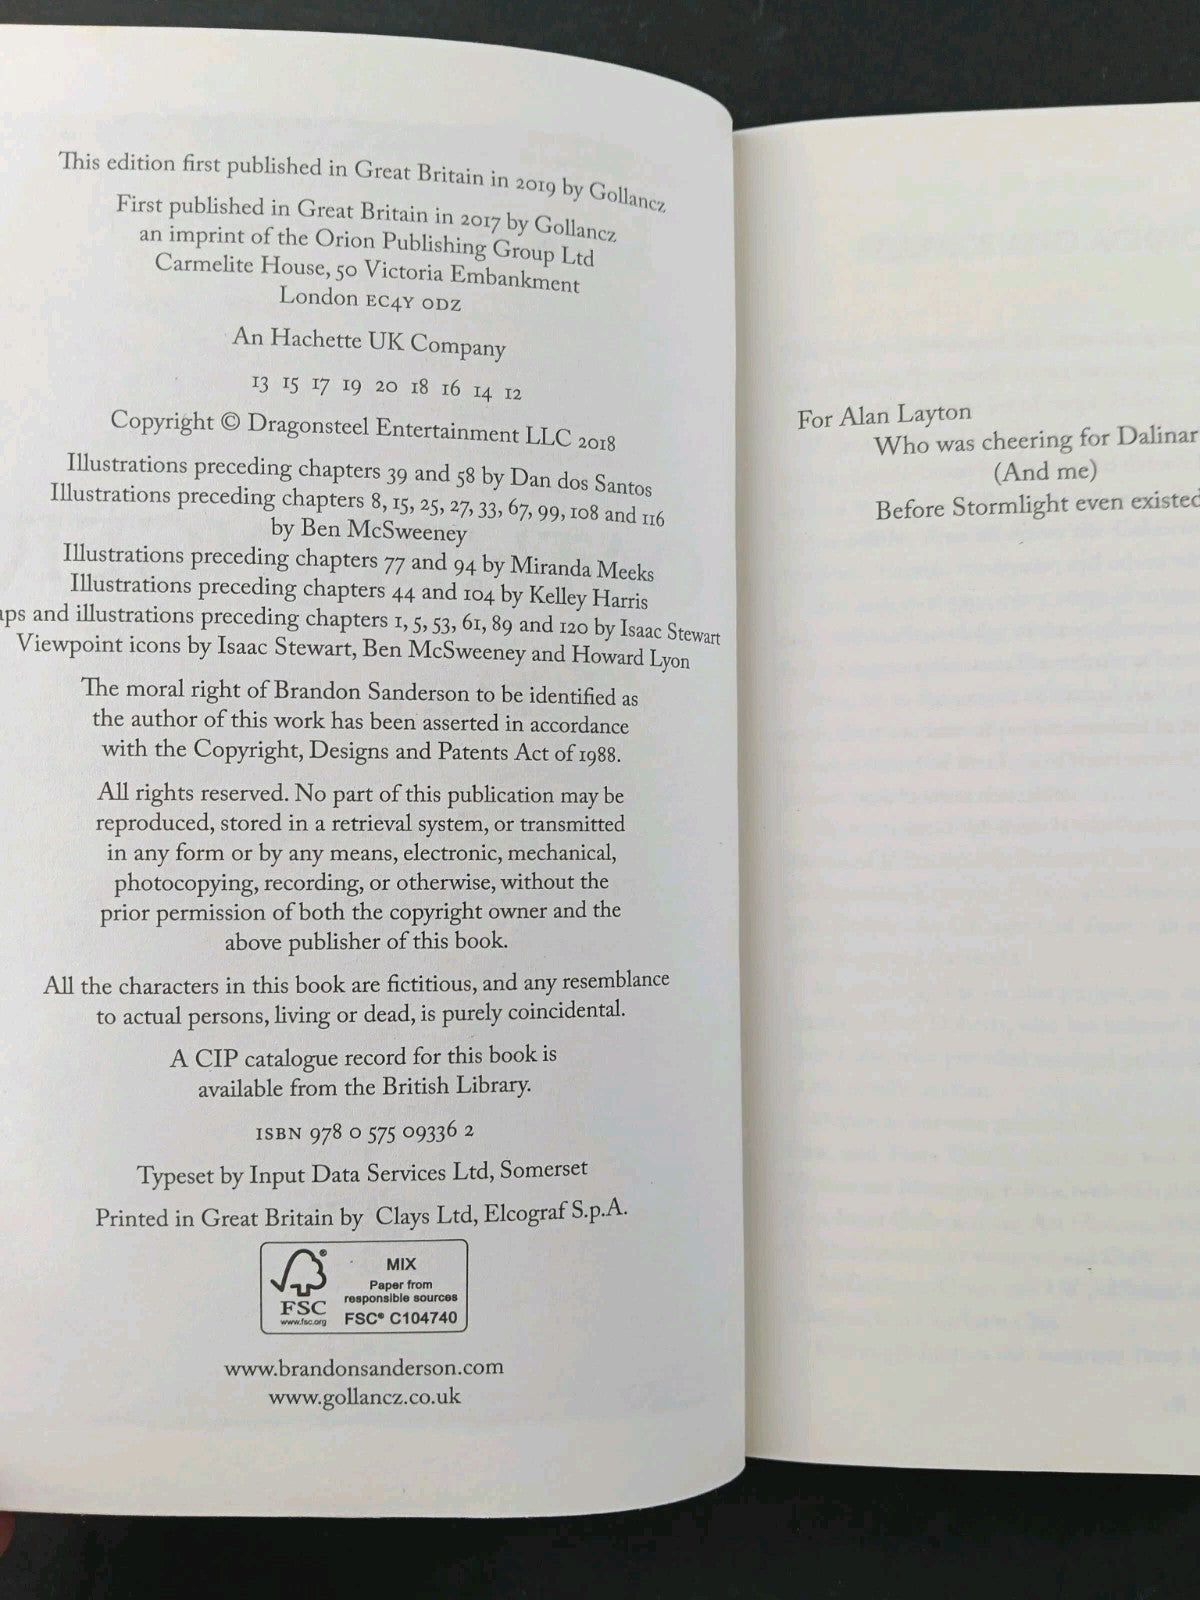 This edition first published in Great Britain in 2019 by Gollancz
First published in Great Britain in 2017 by Gollancz
an imprint of the Orion Publishing Group Ltd
Carmelite House, 50 Victoria Embankment
London EC4Y 0DZ
An Hachette UK Company
13 15 17 19 20 18 16 14 12
Copyright © Dragonsteel Entertainment LLC 2018
Illustrations preceding chapters 39 and 58 by Dan dos Santos
Illustrations preceding chapters 8, 15, 25, 27, 33, 67, 99, 108 and 116
by Ben McSweeney
Illustrations preceding chapters 77 and 94 by Miranda Meeks
Illustrations preceding chapters 44 and 104 by Kelley Harris
aps and illustrations preceding chapters 1, 5, 53, 61, 89 and 120 by Isaac Stewart
Viewpoint icons by Isaac Stewart, Ben McSweeney and Howard Lyon
The moral right of Brandon Sanderson to be identified as
the author of this work has been asserted in accordance
with the Copyright, Designs and Patents Act of 1988.
All rights reserved. No part of this publication may be
reproduced, stored in a retrieval system, or transmitted
in any form or by any means, electronic, mechanical,
photocopying, recording, or otherwise, without the
prior permission of both the copyright owner and the
above publisher of this book.
All the characters in this book are fictitious, and any resemblance
to actual persons, living or dead, is purely coincidental.
A CIP catalogue record for this book is
available from the British Library.
ISBN 978 0 575 09336 2
Typeset by Input Data Services Ltd, Somerset
Printed in Great Britain by Clays Ltd, Elcograf S.p.A.
FSC
www.fsc.org
MIX
Paper from
responsible sources
FSC® C104740
www.brandonsanderson.com
www.gollancz.co.uk
For Alan Layton
Who was cheering for Dalinar
(And me)
Before Stormlight even existed